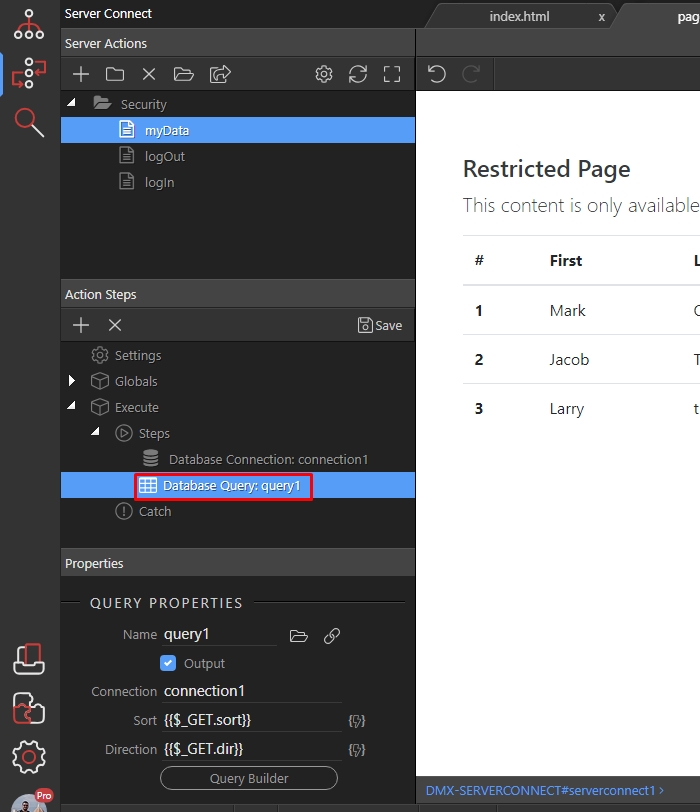 Server Connect
index.html x pag
Server Actions
Security
myData
logOut
logIn
Restricted Page
This content is only available
# First L
1 Mark
2 Jacob T
3 Larry t
Action Steps
Save
Settings
Globals
Execute
Steps
Database Connection: connection1
Database Query: query1
Catch
Properties
QUERY PROPERTIES
Name query1
Output
Connection connection1
Sort {{$_GET.sort}}
Direction {{$_GET.dir}}
Query Builder
Pro
DMX-SERVERCONNECT#serverconnect1 ›